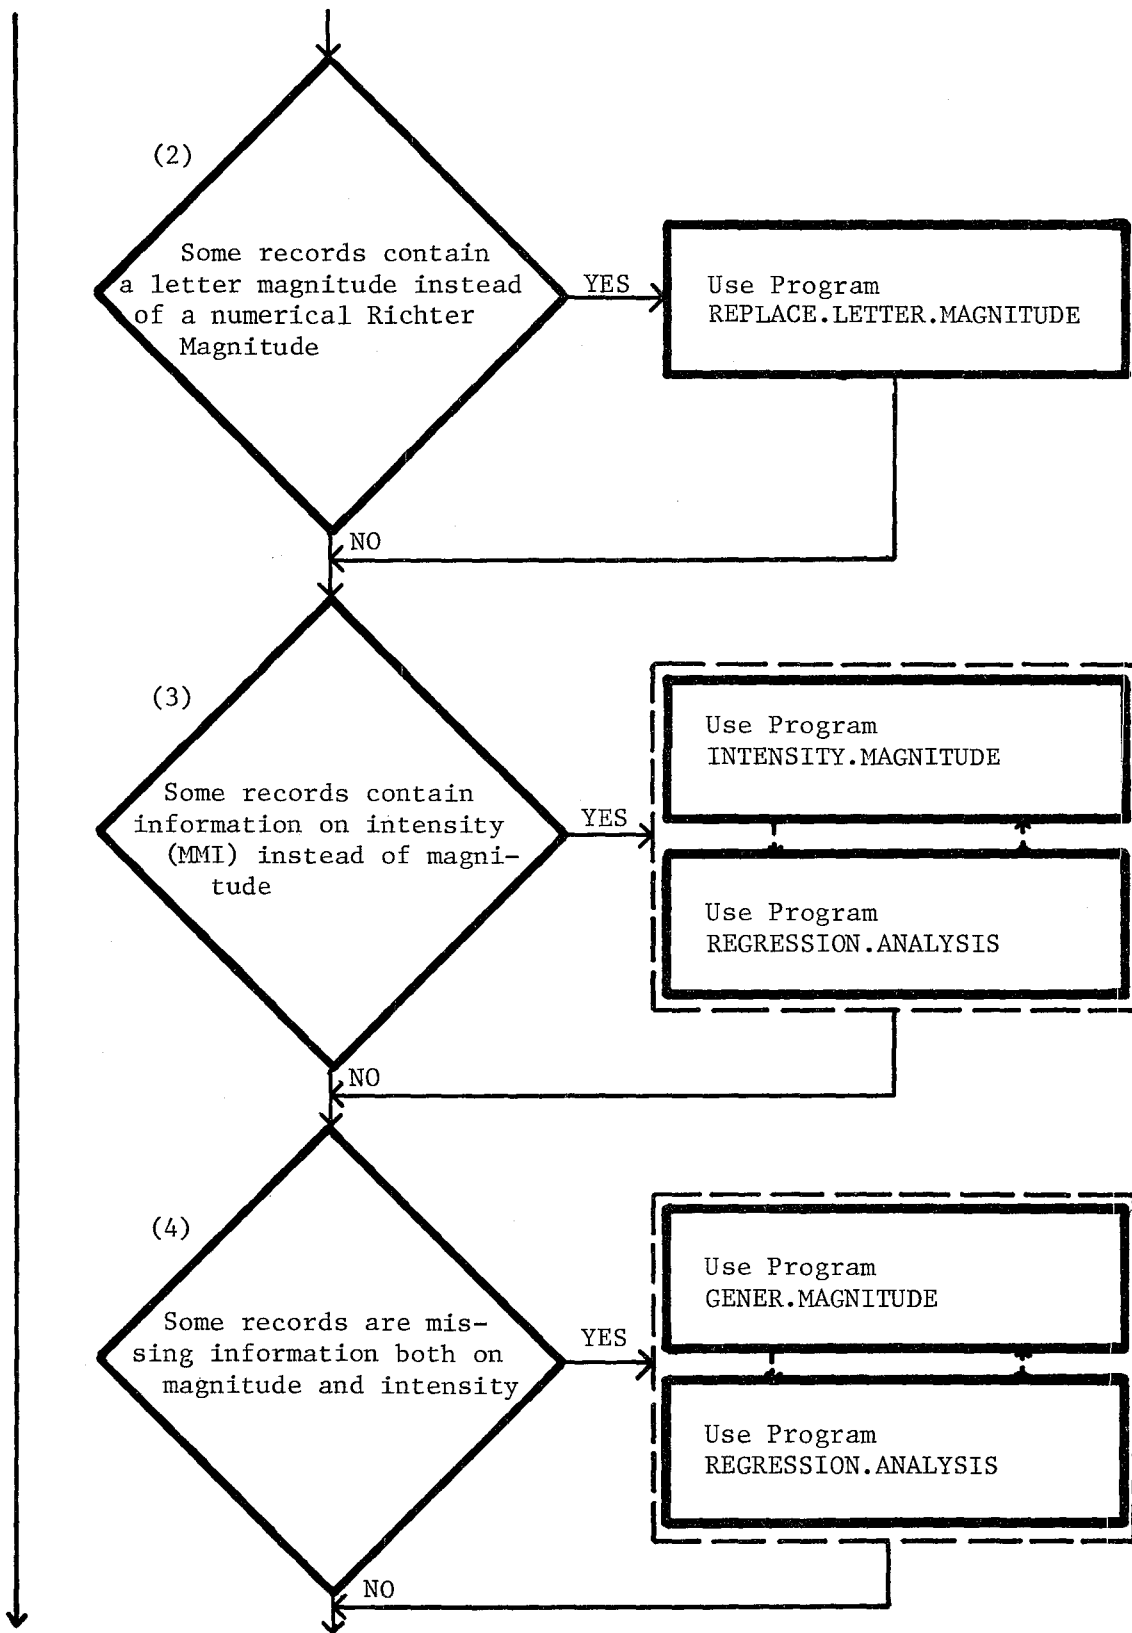 (2)
Some records contain
a letter magnitude instead
of a numerical Richter
Magnitude
YES
Use Program
REPLACE.LETTER.MAGNITUDE
NO
(3)
Some records contain
information on intensity
(MMI) instead of magni-
tude
YES
Use Program
INTENSITY.MAGNITUDE
Use Program
REGRESSION.ANALYSIS
NO
(4)
Some records are mis-
sing information both on
magnitude and intensity
YES
Use Program
GENER.MAGNITUDE
Use Program
REGRESSION.ANALYSIS
NO